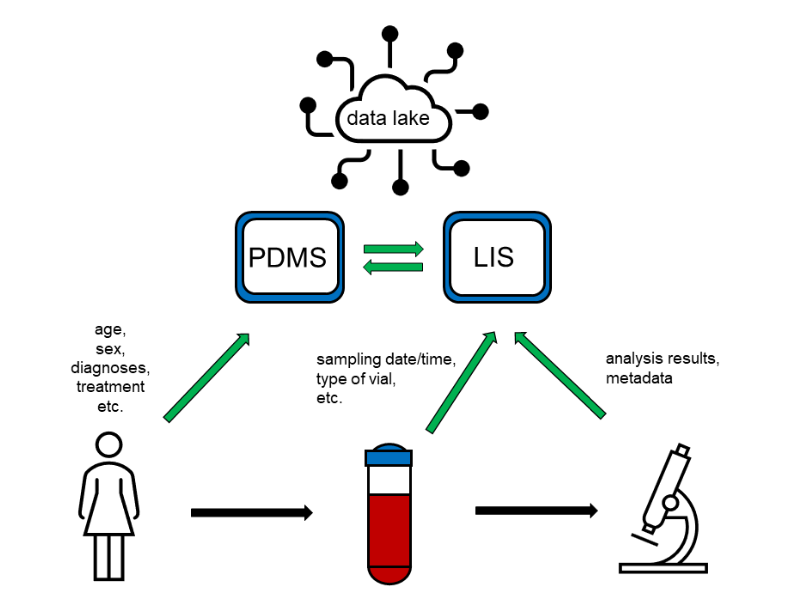 data lake
PDMS
LIS
age,
sex,
diagnoses,
treatment
etc.
sampling date/time,
type of vial,
etc.
analysis results,
metadata